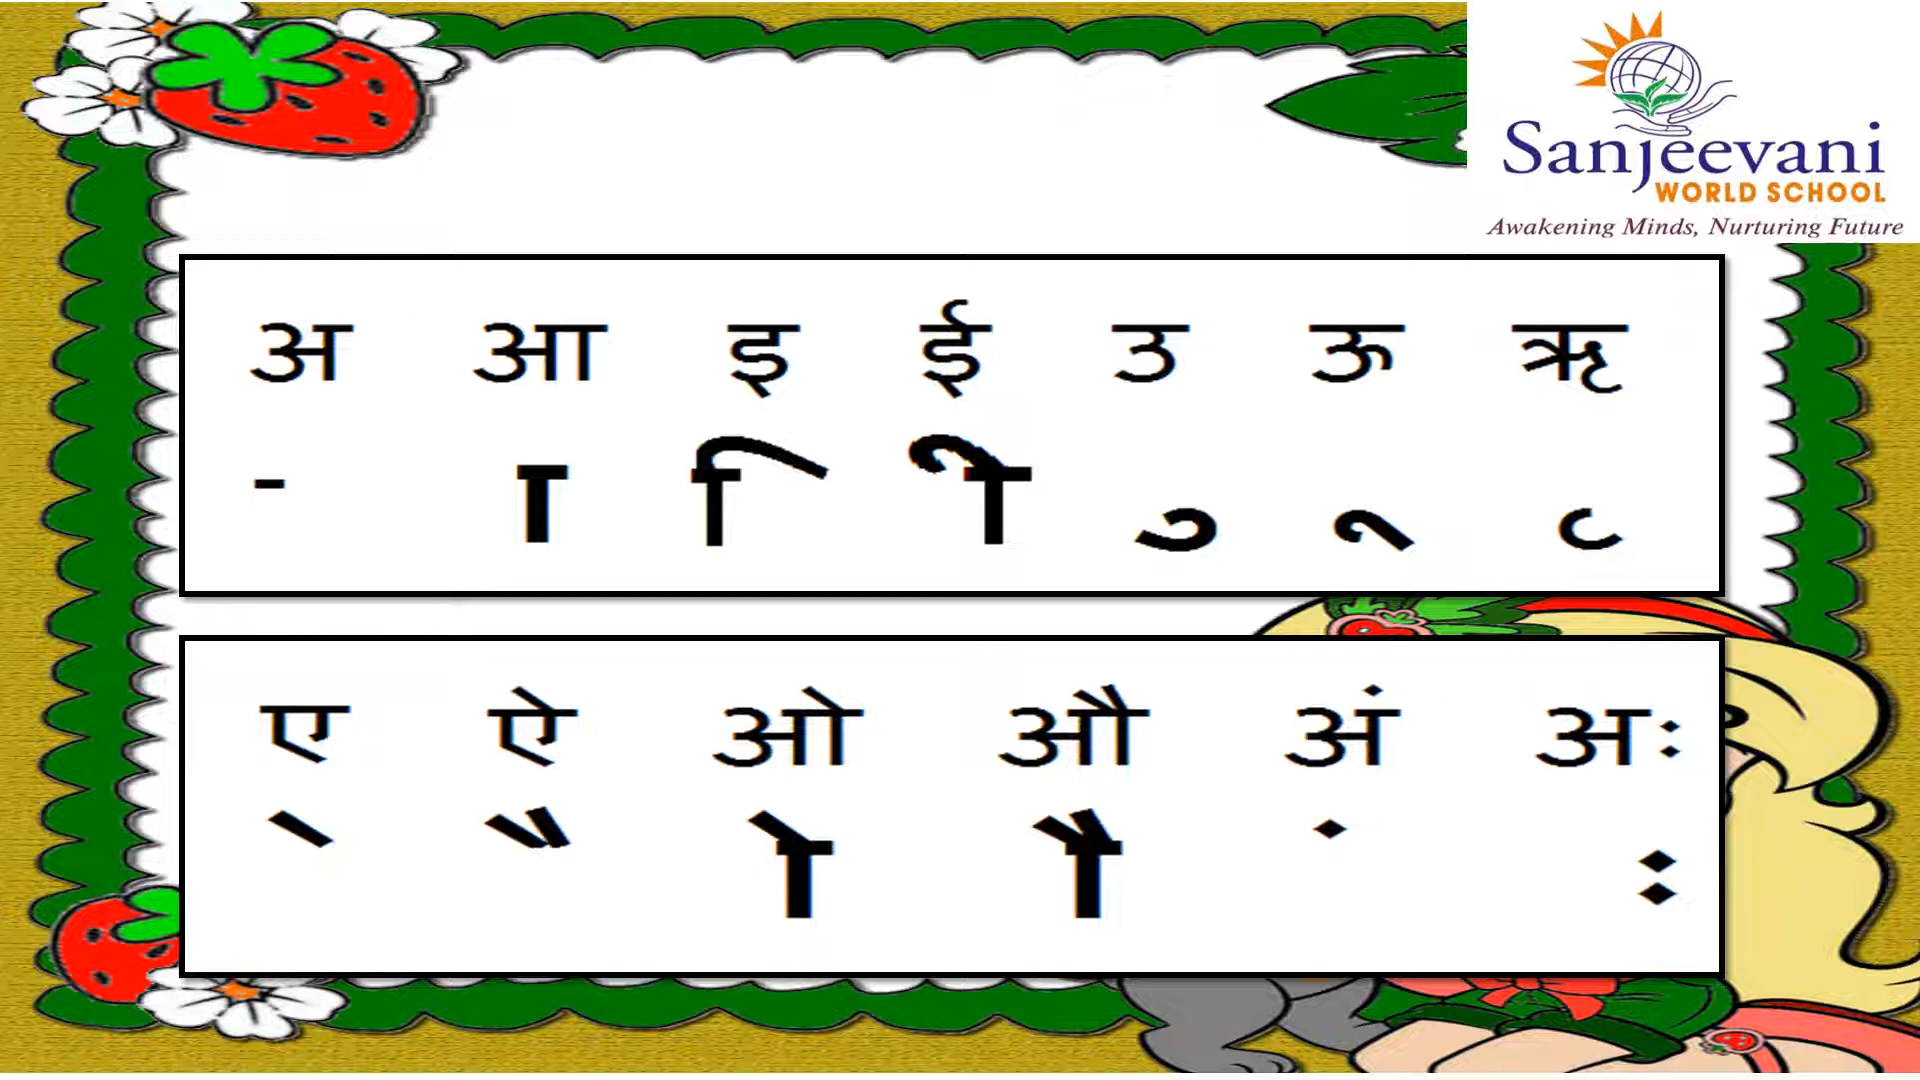 Sanjeevani
WORLD SCHOOL
Awakening Minds, Nurturing Future
अ आ इ ई उ ऊ ऋ
- ा ि ी ु ू ृ
ए ऐ ओ औ अं अः
े ै ो ौ ं ः